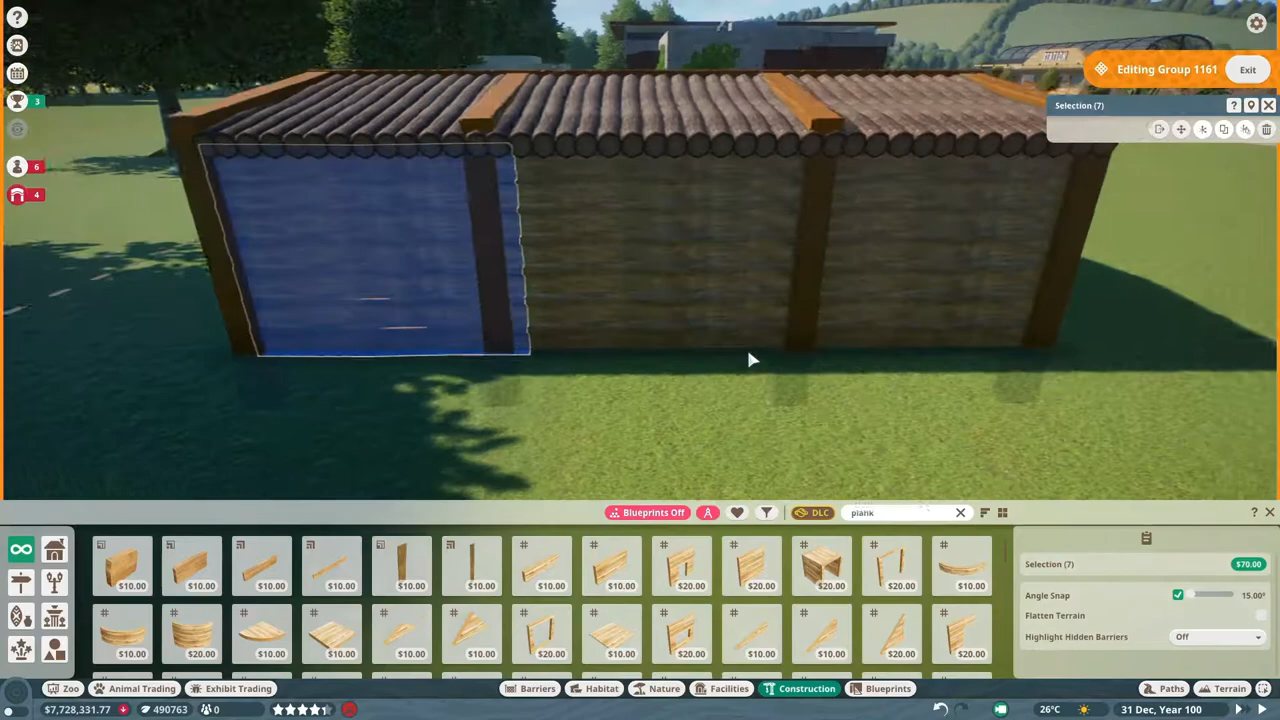 ?
Editing Group 1161
Exit
3
Selection (7)
?
6
4
Blueprints Off
DLC
plank
?
$10.00 $10.00 $10.00 $10.00 $10.00 $10.00 $10.00 $10.00 $20.00 $20.00 $20.00 $20.00 $10.00
$10.00 $20.00 $10.00 $10.00 $10.00 $10.00 $20.00 $10.00 $20.00 $10.00 $10.00 $10.00 $10.00
Selection (7)
$70.00
Angle Snap
15.00°
Flatten Terrain
Highlight Hidden Barriers
Off
Zoo
Animal Trading
Exhibit Trading
Barriers
Habitat
Nature
Facilities
Construction
Blueprints
Paths
Terrain
$7,728,331.77
490763
0
26°C
31 Dec, Year 100